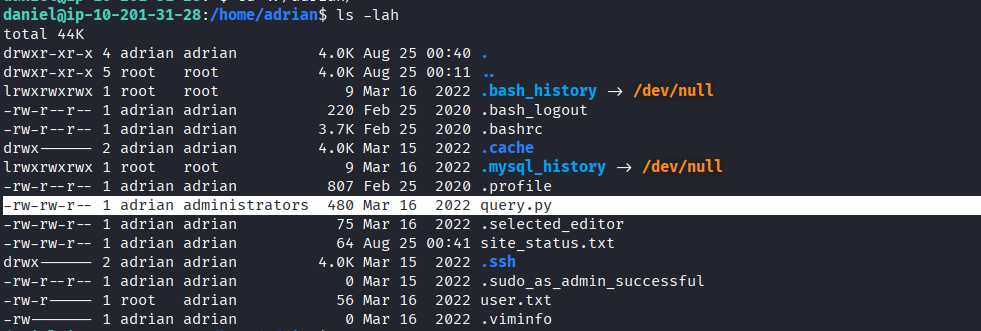 daniel@ip-10-201-31-28:/home/adrian$ ls -lah
total 44K
drwxr-xr-x 4 adrian adrian         4.0K Aug 25 00:40 .
drwxr-xr-x 5 root   root           4.0K Aug 25 00:11 ..
lrwxrwxrwx 1 root   root              9 Mar 16  2022 .bash_history → /dev/null
-rw-r--r-- 1 adrian adrian          220 Feb 25  2020 .bash_logout
-rw-r--r-- 1 adrian adrian         3.7K Feb 25  2020 .bashrc
drwx------ 2 adrian adrian         4.0K Mar 15  2022 .cache
lrwxrwxrwx 1 root   root              9 Mar 16  2022 .mysql_history → /dev/null
-rw-r--r-- 1 adrian adrian          807 Feb 25  2020 .profile
-rw-rw-r-- 1 adrian administrators  480 Mar 16  2022 query.py
-rw-rw-r-- 1 adrian adrian           75 Mar 16  2022 .selected_editor
-rw-rw-r-- 1 adrian adrian           64 Aug 25 00:41 site_status.txt
drwx------ 2 adrian adrian         4.0K Mar 15  2022 .ssh
-rw-r--r-- 1 adrian adrian            0 Mar 15  2022 .sudo_as_admin_successful
-rw-r----- 1 root   adrian           56 Mar 16  2022 user.txt
-rw------- 1 adrian adrian            0 Mar 16  2022 .viminfo